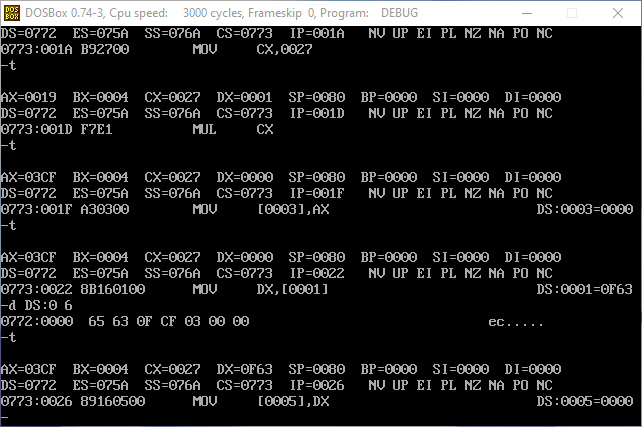 DOSBox 0.74-3, Cpu speed: 3000 cycles, Frameskip 0, Program: DEBUG
DS=0772 ES=075A SS=076A CS=0773 IP=001A NV UP EI PL NZ NA PO NC
0773:001A B92700 MOV CX,0027
-t
AX=0019 BX=0004 CX=0027 DX=0001 SP=0080 BP=0000 SI=0000 DI=0000
DS=0772 ES=075A SS=076A CS=0773 IP=001D NV UP EI PL NZ NA PO NC
0773:001D F7E1 MUL CX
-t
AX=03CF BX=0004 CX=0027 DX=0000 SP=0080 BP=0000 SI=0000 DI=0000
DS=0772 ES=075A SS=076A CS=0773 IP=001F NV UP EI PL NZ NA PO NC
0773:001F A30300 MOV [0003],AX DS:0003=0000
-t
AX=03CF BX=0004 CX=0027 DX=0000 SP=0080 BP=0000 SI=0000 DI=0000
DS=0772 ES=075A SS=076A CS=0773 IP=0022 NV UP EI PL NZ NA PO NC
0773:0022 8B160100 MOV DX,[0001] DS:0001=0F63
-d DS:0 6
0772:0000 65 63 0F CF 03 00 00 ec.....
-t
AX=03CF BX=0004 CX=0027 DX=0F63 SP=0080 BP=0000 SI=0000 DI=0000
DS=0772 ES=075A SS=076A CS=0773 IP=0026 NV UP EI PL NZ NA PO NC
0773:0026 89160500 MOV [0005],DX DS:0005=0000
-